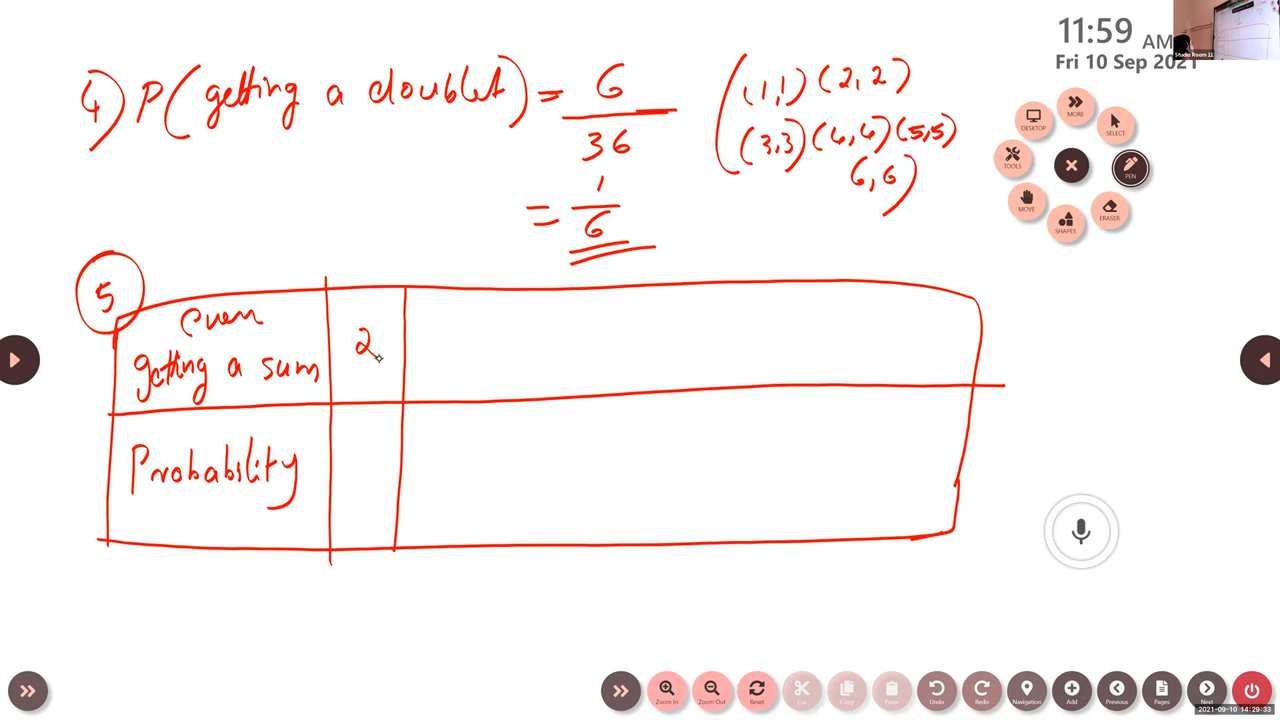 11:59 AM
Fri 10 Sep 2021
Studio Room 11
4) P(getting a doublet) = 6/36
(1,1) (2,2)
(3,3) (4,4) (5,5)
6,6)
= 1/6
DESKTOP
MORE
SELECT
TOOLS
PEN
MOVE
SHAPES
ERASER
5
even
getting a sum
2
Probability
Zoom In
Zoom Out
Reset
Cut
Copy
Paste
Undo
Redo
Navigation
Add
Previous
Pages
Next
2021-09-10 14:29:33